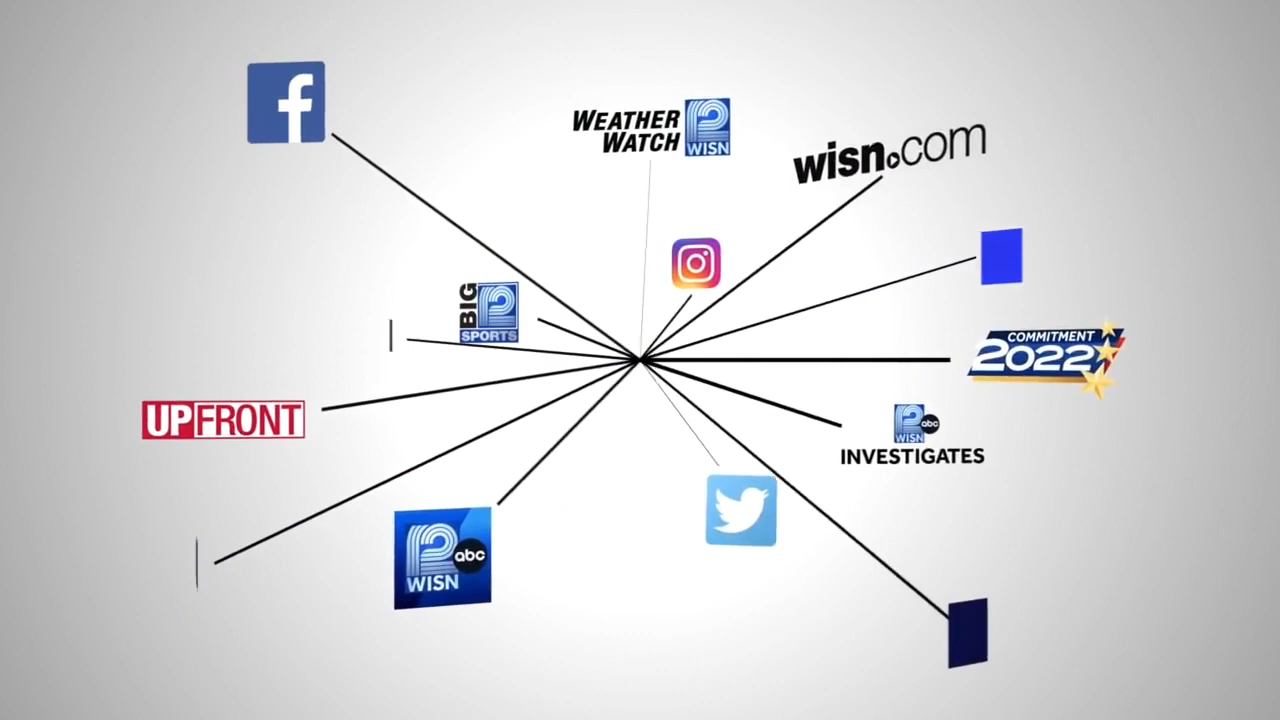 f
WEATHER
WATCH
12
WISN
wisn.com
BIG
12
SPORTS
COMMITMENT
2022
UPFRONT
12
abc
WISN
INVESTIGATES
12
abc
WISN